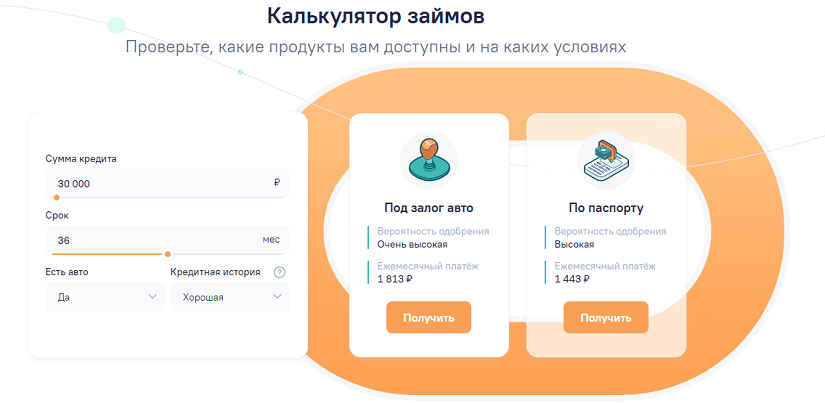 Калькулятор займов
Проверьте, какие продукты вам доступны и на каких условиях
Сумма кредита
30 000 ₽
Срок
36 мес
Есть авто
Кредитная история ?
Да
Хорошая
Под залог авто
Вероятность одобрения
Очень высокая
Ежемесячный платёж
1 813 ₽
Получить
По паспорту
Вероятность одобрения
Высокая
Ежемесячный платёж
1 443 ₽
Получить